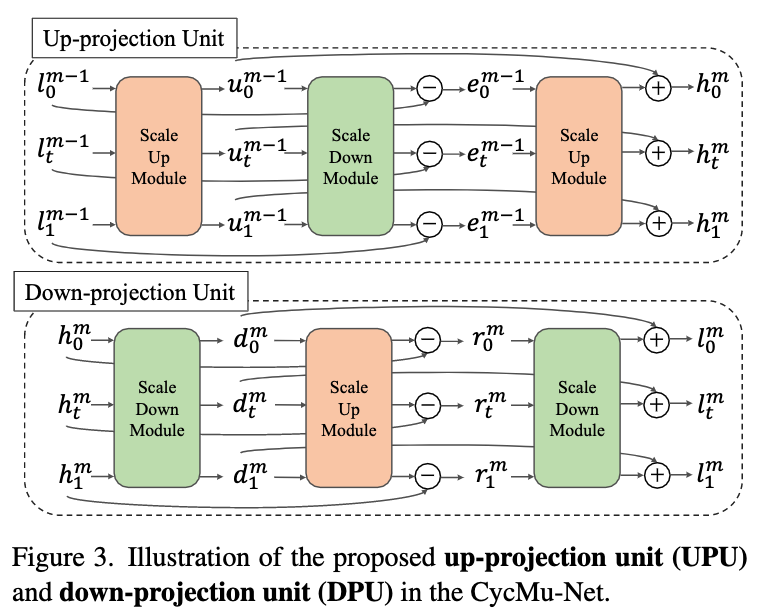 Up-projection Unit
l_0^{m-1} u_0^{m-1} − e_0^{m-1} + h_0^m
l_t^{m-1} Scale Up Module u_t^{m-1} Scale Down Module − e_t^{m-1} Scale Up Module + h_t^m
l_1^{m-1} u_1^{m-1} − e_1^{m-1} + h_1^m
Down-projection Unit
h_0^m d_0^m − r_0^m + l_0^m
h_t^m Scale Down Module d_t^m Scale Up Module − r_t^m Scale Down Module + l_t^m
h_1^m d_1^m − r_1^m + l_1^m
Figure 3. Illustration of the proposed up-projection unit (UPU)
and down-projection unit (DPU) in the CycMu-Net.